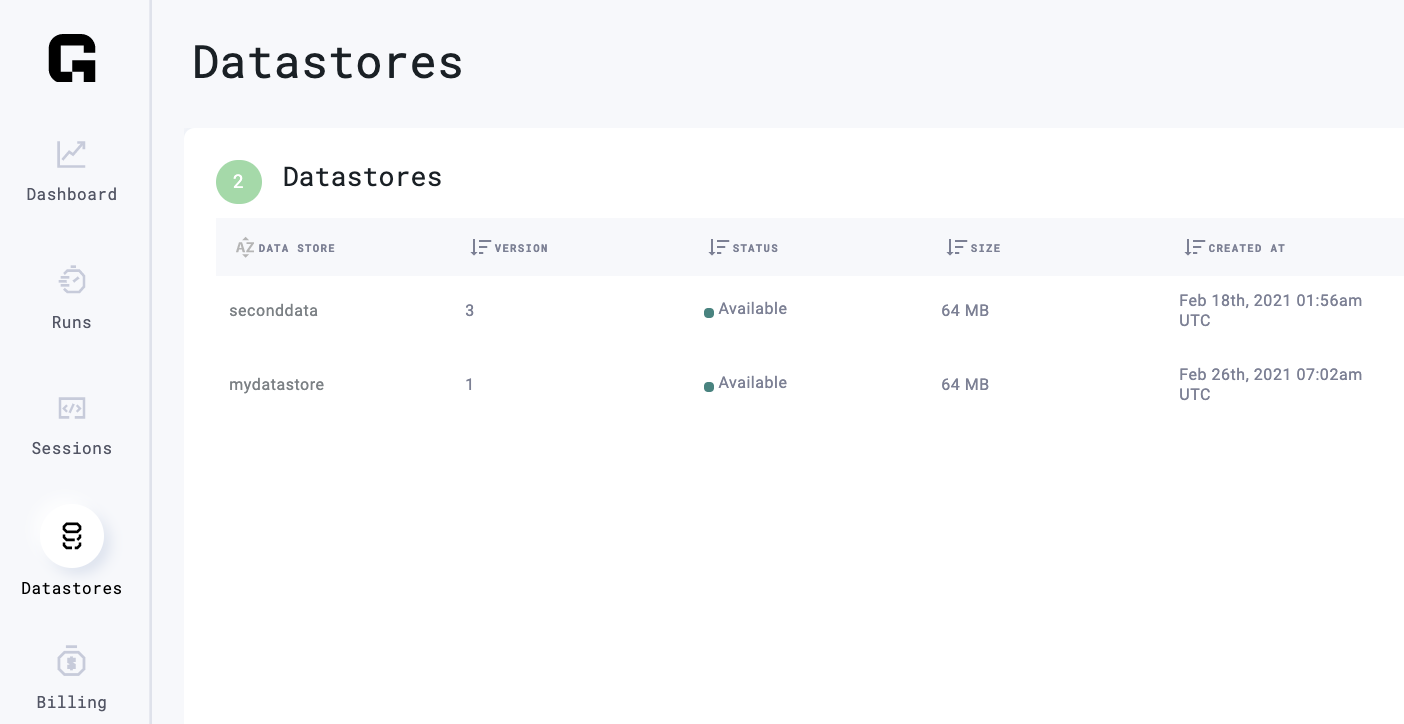 Datastores
Dashboard
Runs
Sessions
Datastores
Billing
2 Datastores
AZ DATA STORE VERSION STATUS SIZE CREATED AT
seconddata 3 Available 64 MB Feb 18th, 2021 01:56am
UTC
mydatastore 1 Available 64 MB Feb 26th, 2021 07:02am
UTC